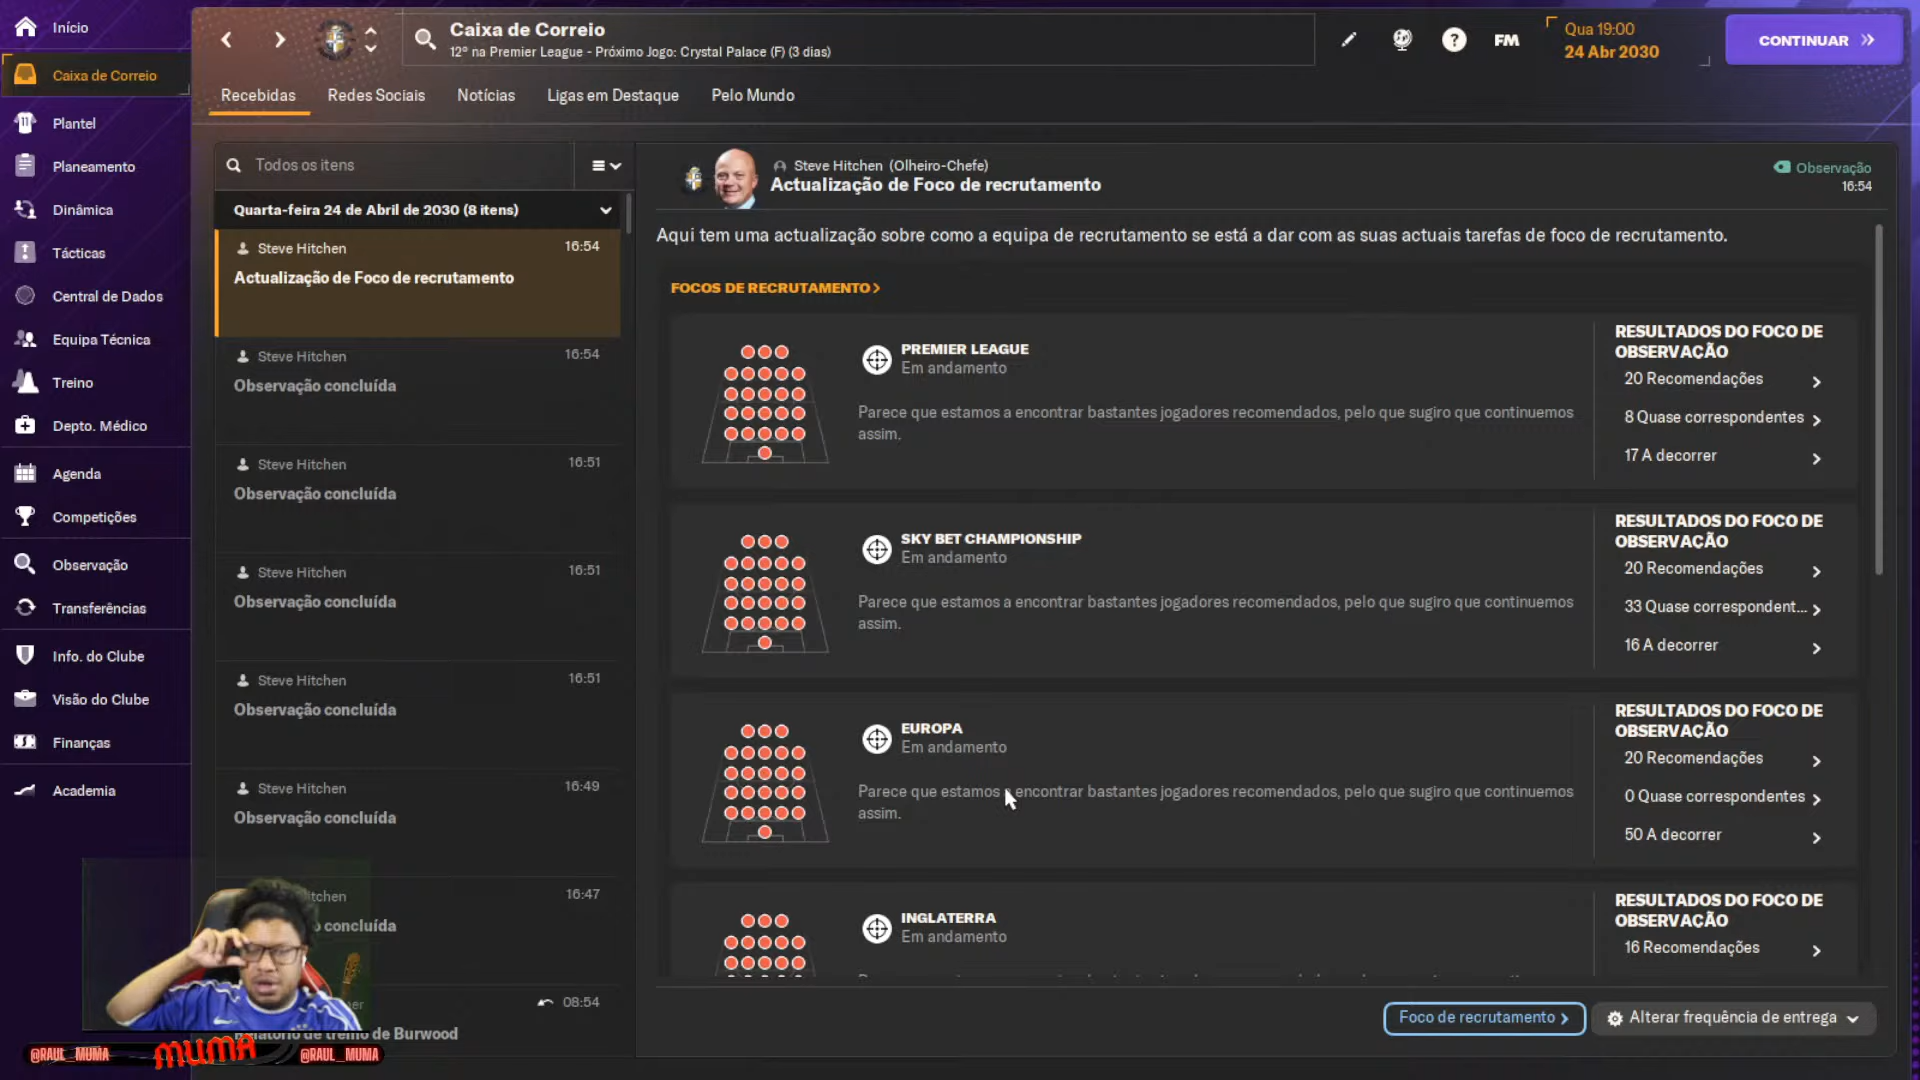 Início
Caixa de Correio
Plantel
Planeamento
Dinâmica
Tácticas
Central de Dados
Equipa Técnica
Treino
Depto. Médico
Agenda
Competições
Observação
Transferências
Info. do Clube
Visão do Clube
Finanças
Academia
Caixa de Correio
12º na Premier League - Próximo Jogo: Crystal Palace (F) (3 dias)
FM
Qua 19:00
24 Abr 2030
CONTINUAR
Recebidas
Redes Sociais
Notícias
Ligas em Destaque
Pelo Mundo
Todos os itens
Quarta-feira 24 de Abril de 2030 (8 itens)
Steve Hitchen
16:54
Actualização de Foco de recrutamento
Steve Hitchen
16:54
Observação concluída
Steve Hitchen
16:51
Observação concluída
Steve Hitchen
16:51
Observação concluída
Steve Hitchen
16:51
Observação concluída
Steve Hitchen
16:49
Observação concluída
16:47
concluída
08:54
de Burwood
Steve Hitchen (Olheiro-Chefe)
Actualização de Foco de recrutamento
Observação
16:54
Aqui tem uma actualização sobre como a equipa de recrutamento se está a dar com as suas actuais tarefas de foco de recrutamento.
FOCOS DE RECRUTAMENTO
PREMIER LEAGUE
Em andamento
Parece que estamos a encontrar bastantes jogadores recomendados, pelo que sugiro que continuemos
assim.
RESULTADOS DO FOCO DE
OBSERVAÇÃO
20 Recomendações
8 Quase correspondentes
17 A decorrer
SKY BET CHAMPIONSHIP
Em andamento
Parece que estamos a encontrar bastantes jogadores recomendados, pelo que sugiro que continuemos
assim.
RESULTADOS DO FOCO DE
OBSERVAÇÃO
20 Recomendações
33 Quase correspondent...
16 A decorrer
EUROPA
Em andamento
Parece que estamos a encontrar bastantes jogadores recomendados, pelo que sugiro que continuemos
assim.
RESULTADOS DO FOCO DE
OBSERVAÇÃO
20 Recomendações
0 Quase correspondentes
50 A decorrer
INGLATERRA
Em andamento
RESULTADOS DO FOCO DE
OBSERVAÇÃO
16 Recomendações
Foco de recrutamento
Alterar frequência de entrega
@RAUL_MUMA
MUMA
@RAUL_MUMA